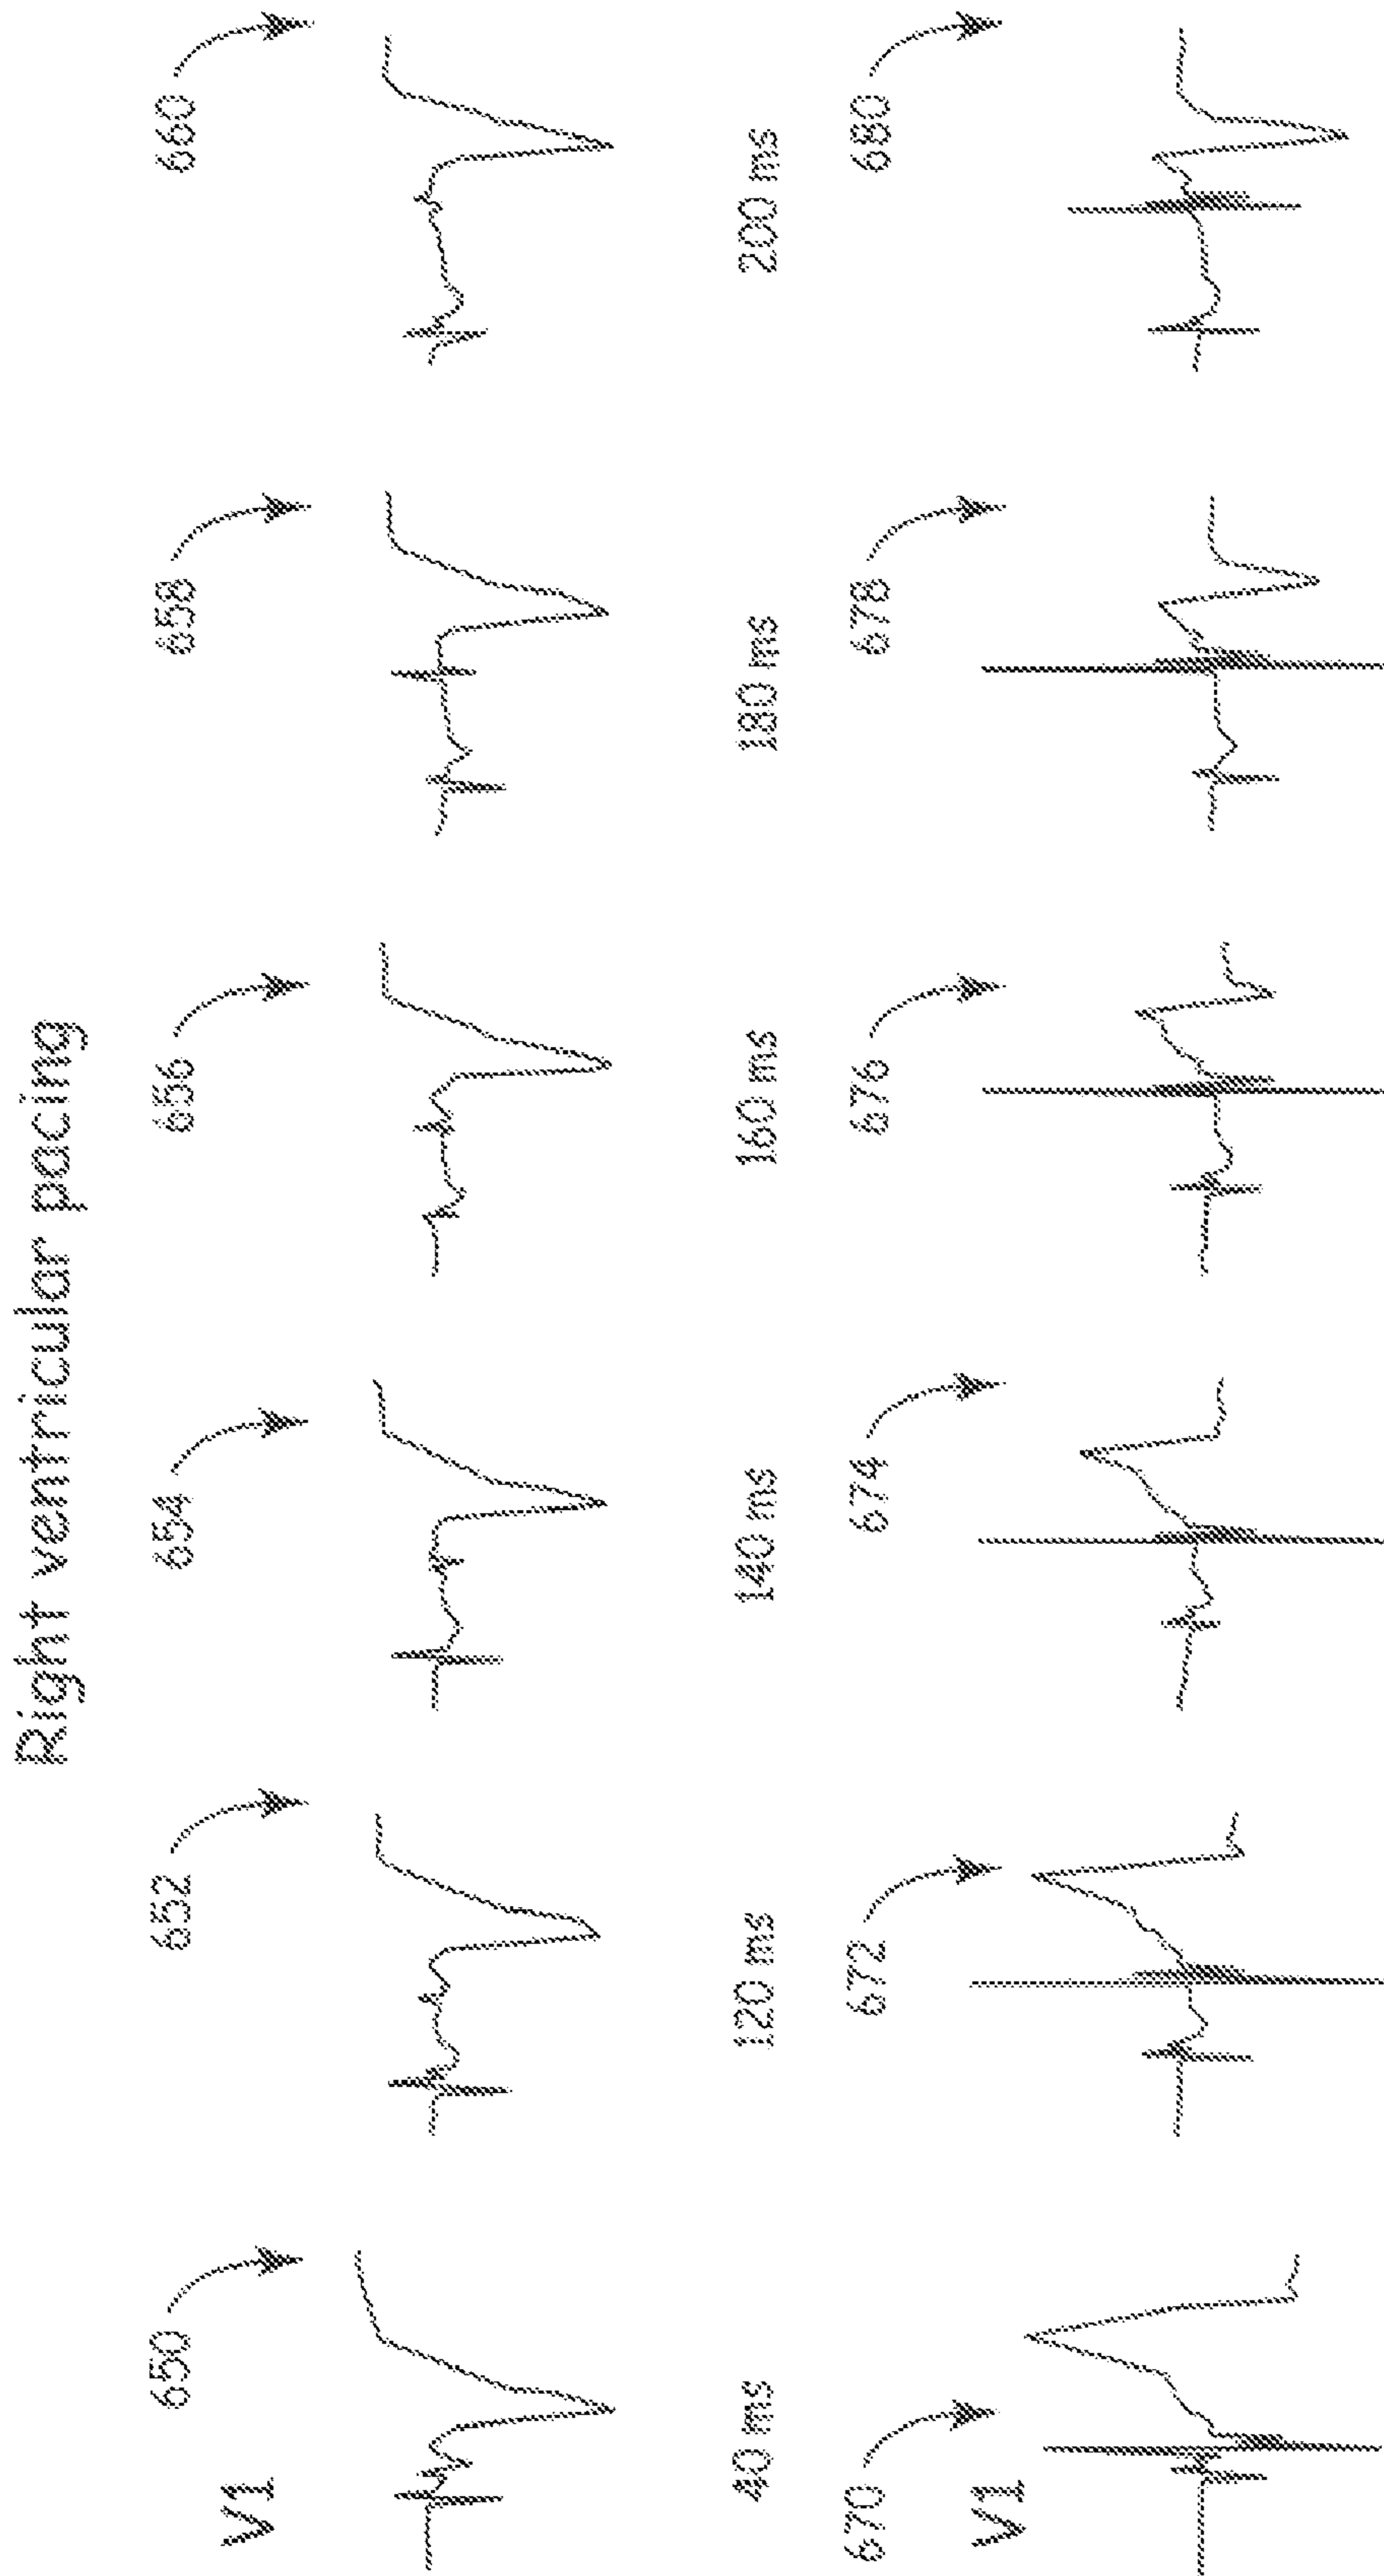 Right ventricular pacing
650
652
654
656
658
660
V1
40 ms
120 ms
140 ms
160 ms
180 ms
200 ms
670
672
674
676
678
680
V1